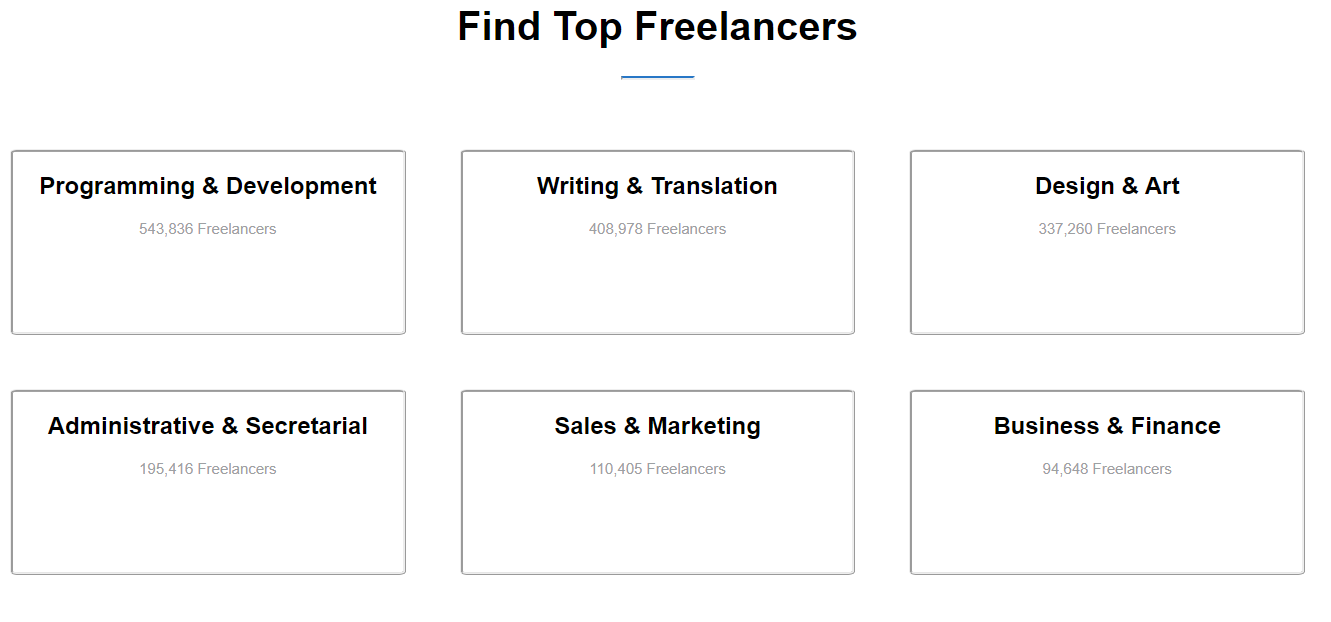 Find Top Freelancers
Programming & Development
543,836 Freelancers
Writing & Translation
408,978 Freelancers
Design & Art
337,260 Freelancers
Administrative & Secretarial
195,416 Freelancers
Sales & Marketing
110,405 Freelancers
Business & Finance
94,648 Freelancers